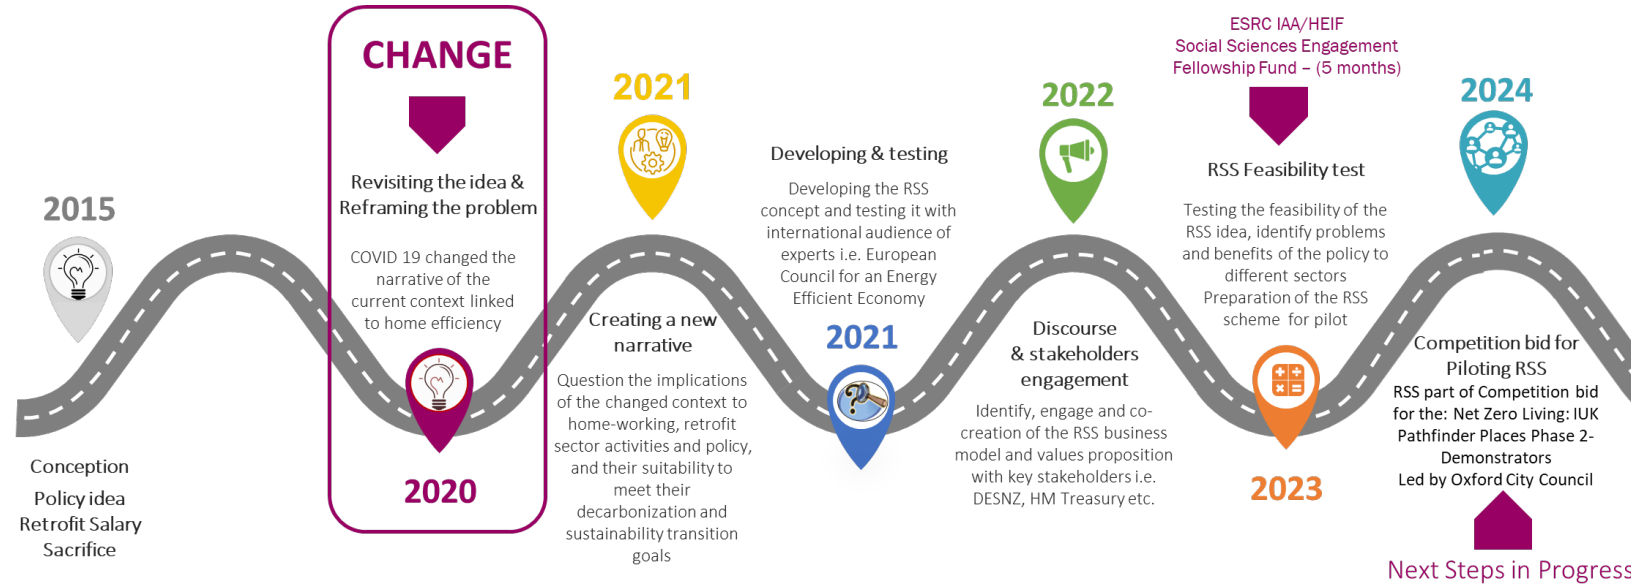 2015
Conception
Policy idea
Retrofit Salary
Sacrifice
CHANGE
Revisiting the idea &
Reframing the problem
COVID 19 changed the
narrative of the
current context linked
to home efficiency
2020
2021
Creating a new
narrative
Question the implications
of the changed context to
home-working, retrofit
sector activities and policy,
and their suitability to
meet their
decarbonization and
sustainability transition
goals
Developing & testing
Developing the RSS
concept and testing it with
international audience of
experts i.e. European
Council for an Energy
Efficient Economy
2021
2022
Discourse
& stakeholders
engagement
Identify, engage and co-
creation of the RSS business
model and values proposition
with key stakeholders i.e.
DESNZ, HM Treasury etc.
ESRC IAA/HEIF
Social Sciences Engagement
Fellowship Fund – (5 months)
RSS Feasibility test
Testing the feasibility of the
RSS idea, identify problems
and benefits of the policy to
different sectors
Preparation of the RSS
scheme for pilot
2023
2024
Competition bid for
Piloting RSS
RSS part of Competition bid
for the: Net Zero Living: IUK
Pathfinder Places Phase 2-
Demonstrators
Led by Oxford City Council
Next Steps in Progress